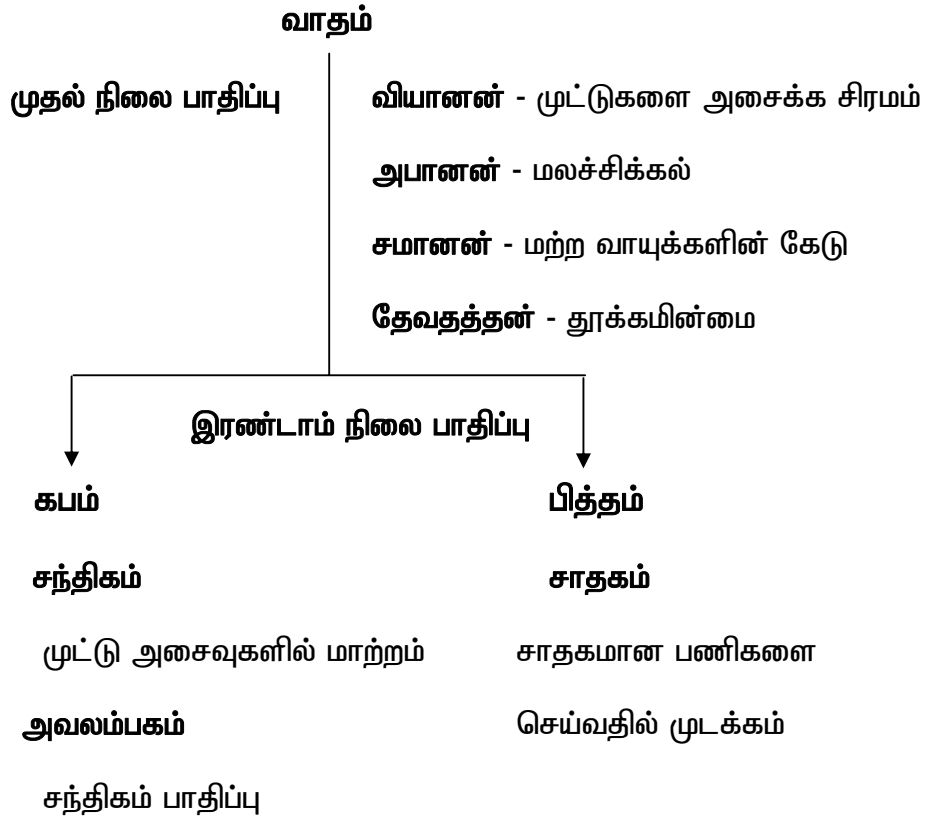 வாதம்
முதல் நிலை பாதிப்பு வியானன் - முட்டுகளை அசைக்க சிரமம்
அபானன் - மலச்சிக்கல்
சமானன் - மற்ற வாயுக்களின் கேடு
தேவதத்தன் - தூக்கமின்மை
இரண்டாம் நிலை பாதிப்பு
கபம் பித்தம்
சந்திகம் சாதகம்
முட்டு அசைவுகளில் மாற்றம் சாதகமான பணிகளை
அவலம்பகம் செய்வதில் முடக்கம்
சந்திகம் பாதிப்பு